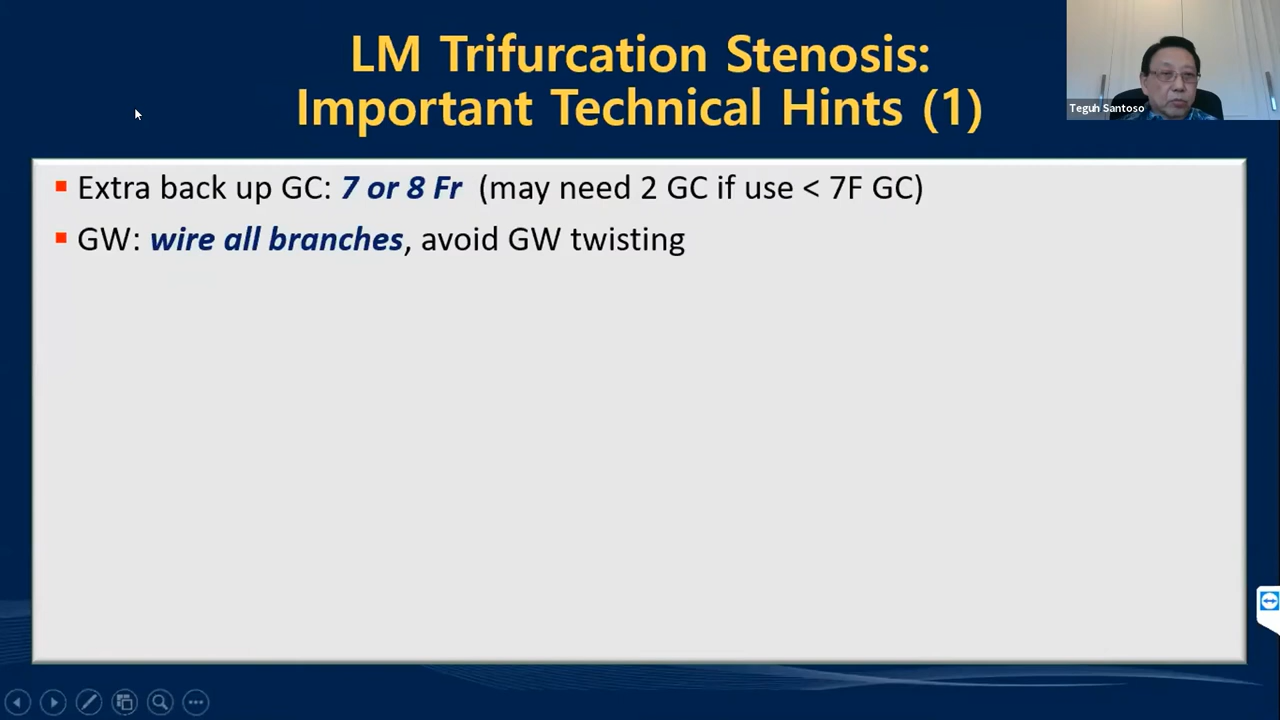 LM Trifurcation Stenosis:
Important Technical Hints (1)
Teguh Santoso
▪ Extra back up GC: 7 or 8 Fr (may need 2 GC if use < 7F GC)
▪ GW: wire all branches, avoid GW twisting